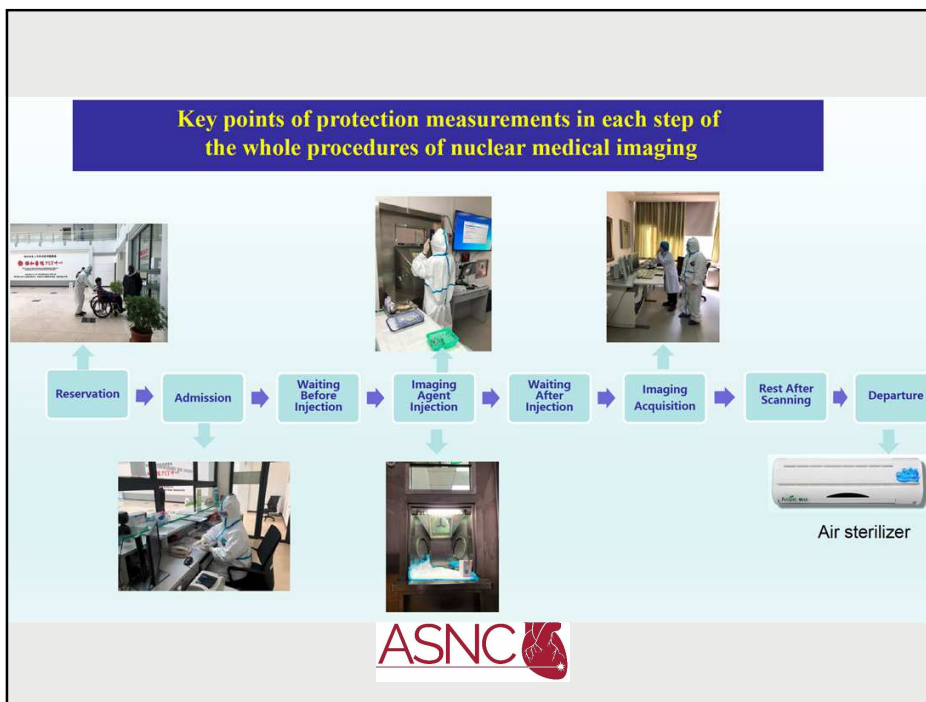 Key points of protection measurements in each step of
the whole procedures of nuclear medical imaging
Reservation
Admission
Waiting
Before
Injection
Imaging
Agent
Injection
Waiting
After
Injection
Imaging
Acquisition
Rest After
Scanning
Departure
Air sterilizer
ASNC